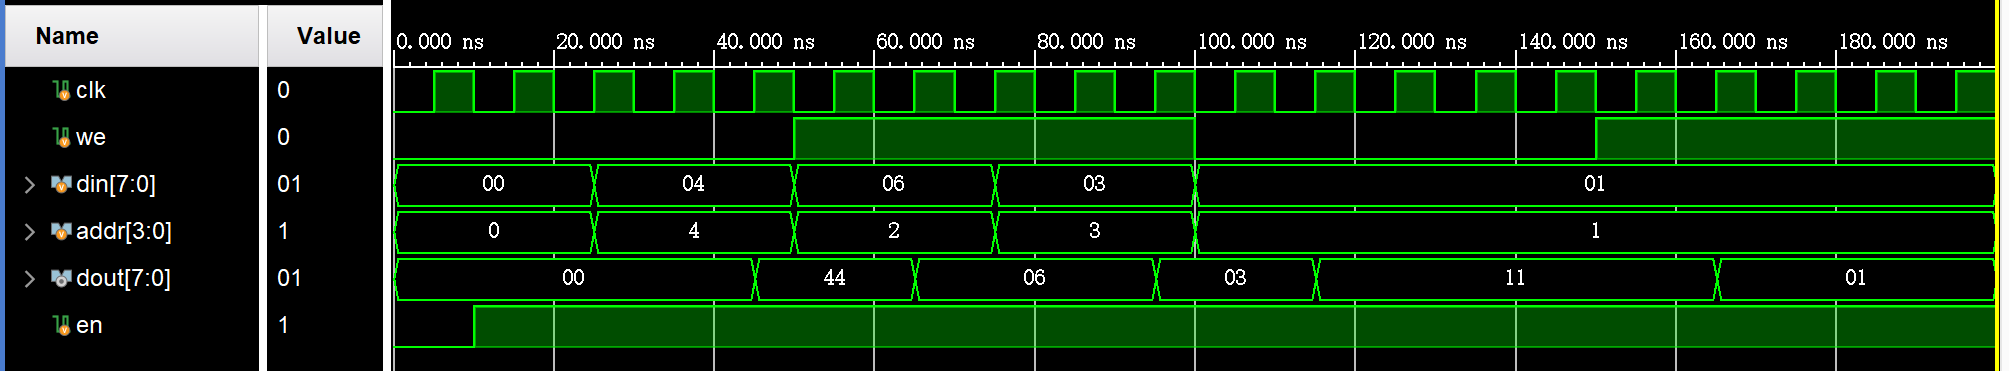 Name Value 0.000 ns 20.000 ns 40.000 ns 60.000 ns 80.000 ns 100.000 ns 120.000 ns 140.000 ns 160.000 ns 180.000 ns
clk 0
we 0
din[7:0] 01 00 04 06 03 01
addr[3:0] 1 0 4 2 3 1
dout[7:0] 01 00 44 06 03 11 01
en 1